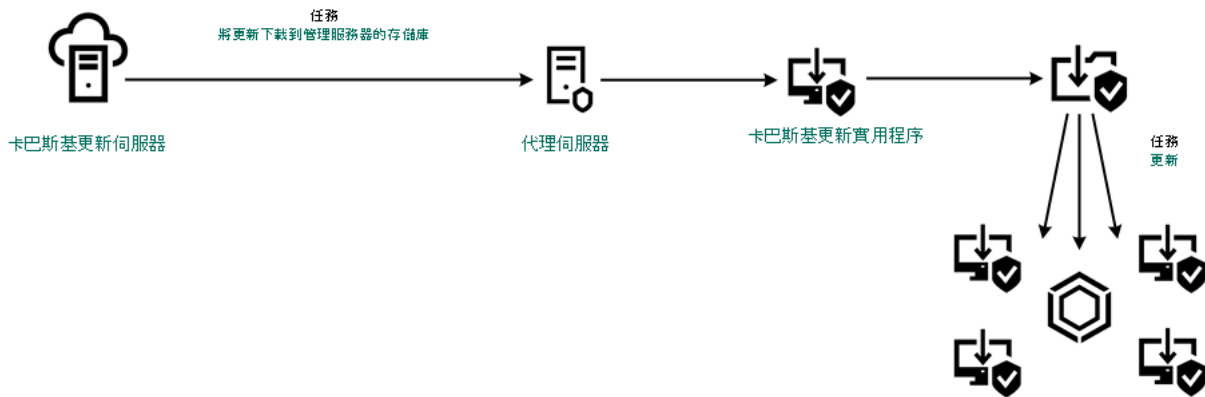 任務
將更新下載到管理服務器的存儲庫
卡巴斯基更新伺服器
代理伺服器
卡巴斯基更新實用程序
任務
更新